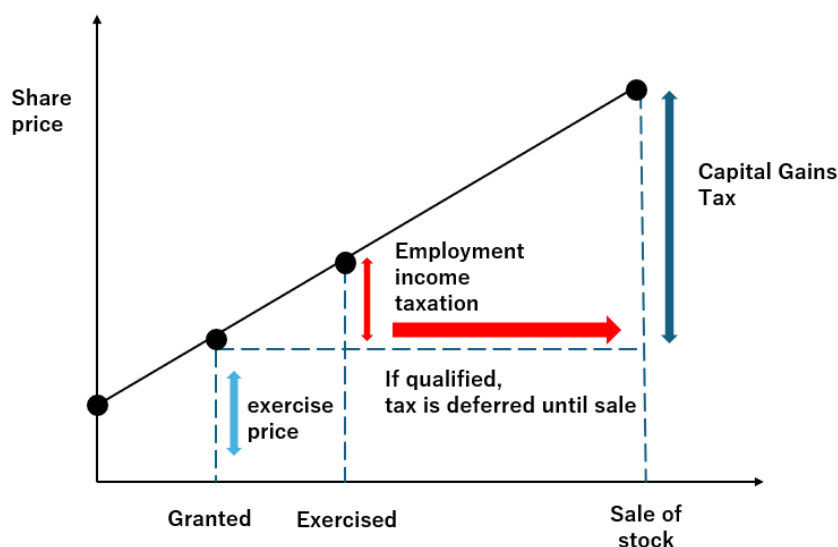 Share
price
Capital Gains
Tax
Employment
income
taxation
If qualified,
tax is deferred until sale
exercise
price
Granted
Exercised
Sale of
stock